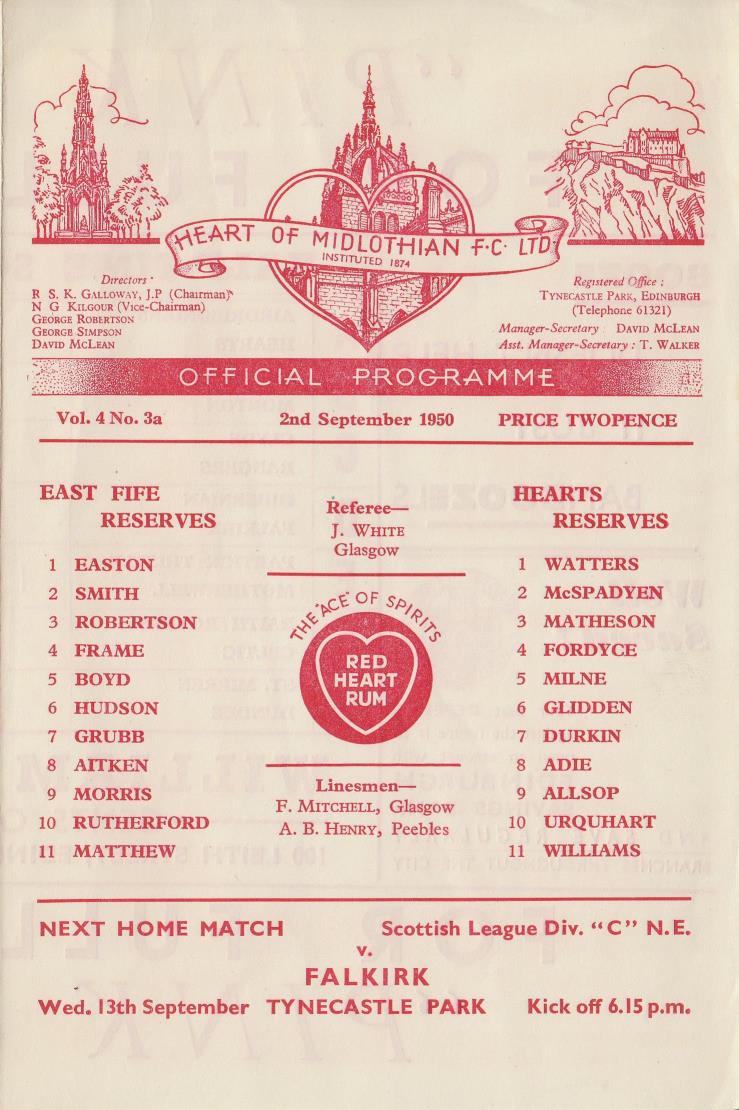 HEART OF MIDLOTHIAN F.C. LTD.
INSTITUTED 1874
Directors:
R S. K. GALLOWAY, J.P (Chairman)
N G KILGOUR (Vice-Chairman)
GEORGE ROBERTSON
GEORGE SIMPSON
DAVID McLEAN
Registered Office :
TYNECASTLE PARK, EDINBURGH
(Telephone 61321)
Manager-Secretary : DAVID McLEAN
Asst. Manager-Secretary : T. WALKER
OFFICIAL PROGRAMME
Vol. 4 No. 3a 2nd September 1950 PRICE TWOPENCE
EAST FIFE
RESERVES
1 EASTON
2 SMITH
3 ROBERTSON
4 FRAME
5 BOYD
6 HUDSON
7 GRUBB
8 AITKEN
9 MORRIS
10 RUTHERFORD
11 MATTHEW
Referee—
J. WHITE
Glasgow
THE "ACE" OF SPIRITS
RED
HEART
RUM
Linesmen—
F. MITCHELL, Glasgow
A. B. HENRY, Peebles
HEARTS
RESERVES
1 WATTERS
2 McSPADYEN
3 MATHESON
4 FORDYCE
5 MILNE
6 GLIDDEN
7 DURKIN
8 ADIE
9 ALLSOP
10 URQUHART
11 WILLIAMS
NEXT HOME MATCH Scottish League Div. "C" N.E.
v.
FALKIRK
Wed. 13th September TYNECASTLE PARK Kick off 6.15 p.m.